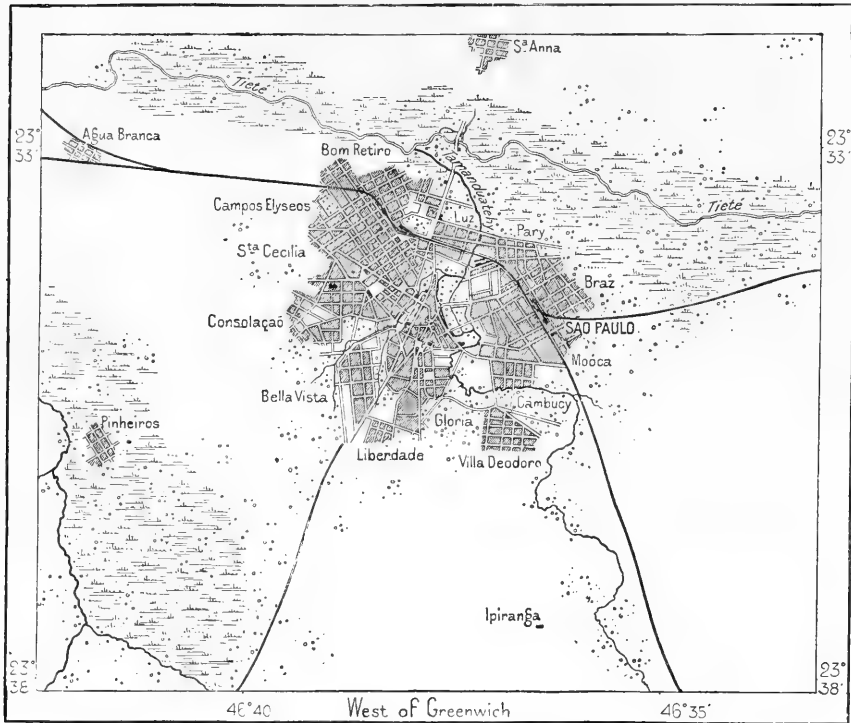 Sᵗᵃ Anna
Tiete
23°
33'
Agua Branca
23°
33'
Bom Retiro
Tamanduatehy
Campos Elyseos
Luz
Tiete
Pary
Sᵗᵃ Cecilia
Braz
Consolação
SAO PAULO
Moóca
Bella Vista
Cambucy
Pinheiros
Gloria
Liberdade
Villa Deodoro
Ipiranga
23°
38'
23°
38'
46°40'
West of Greenwich
46°35'